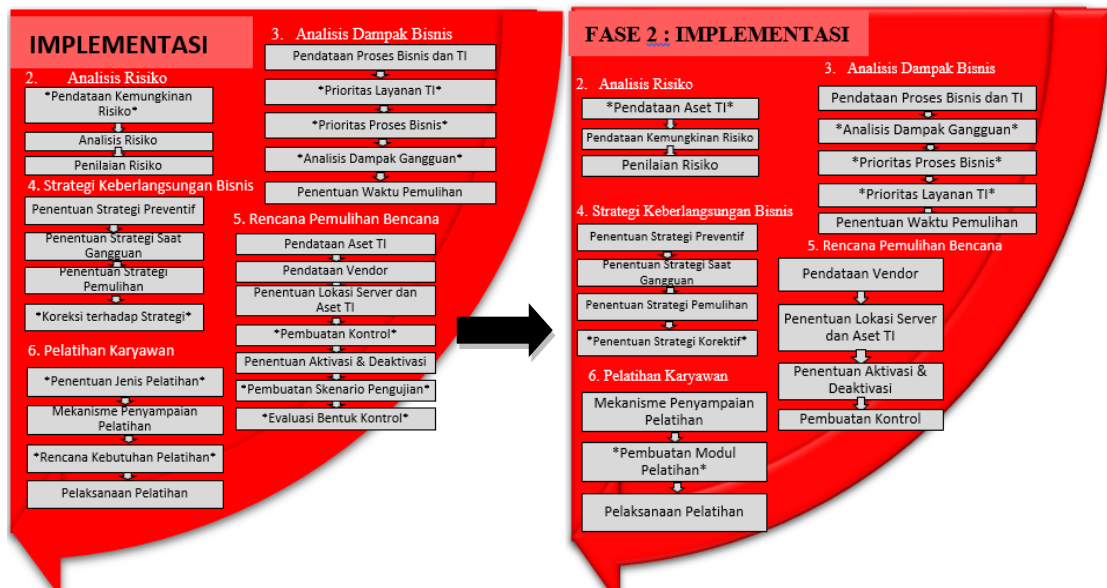 IMPLEMENTASI
2. Analisis Risiko
*Pendataan Kemungkinan
Risiko*
Analisis Risiko
Penilaian Risiko
3. Analisis Dampak Bisnis
Pendataan Proses Bisnis dan TI
*Prioritas Layanan TI*
*Prioritas Proses Bisnis*
*Analisis Dampak Gangguan*
Penentuan Waktu Pemulihan
4. Strategi Keberlangsungan Bisnis
Penentuan Strategi Preventif
Penentuan Strategi Saat
Gangguan
Penentuan Strategi
Pemulihan
*Koreksi terhadap Strategi*
5. Rencana Pemulihan Bencana
Pendataan Aset TI
Pendataan Vendor
Penentuan Lokasi Server dan
Aset TI
*Pembuatan Kontrol*
Penentuan Aktivasi & Deaktivasi
*Pembuatan Skenario Pengujian*
*Evaluasi Bentuk Kontrol*
6. Pelatihan Karyawan
*Penentuan Jenis Pelatihan*
Mekanisme Penyampaian
Pelatihan
*Rencana Kebutuhan Pelatihan*
Pelaksanaan Pelatihan
FASE 2 : IMPLEMENTASI
2. Analisis Risiko
*Pendataan Aset TI*
Pendataan Kemungkinan Risiko
Penilaian Risiko
3. Analisis Dampak Bisnis
Pendataan Proses Bisnis dan TI
*Analisis Dampak Gangguan*
*Prioritas Proses Bisnis*
*Prioritas Layanan TI*
Penentuan Waktu Pemulihan
4. Strategi Keberlangsungan Bisnis
Penentuan Strategi Preventif
Penentuan Strategi Saat
Gangguan
Penentuan Strategi Pemulihan
*Penentuan Strategi Korektif*
5. Rencana Pemulihan Bencana
Pendataan Vendor
Penentuan Lokasi Server
dan Aset TI
Penentuan Aktivasi &
Deaktivasi
Pembuatan Kontrol
6. Pelatihan Karyawan
Mekanisme Penyampaian
Pelatihan
*Pembuatan Modul
Pelatihan*
Pelaksanaan Pelatihan